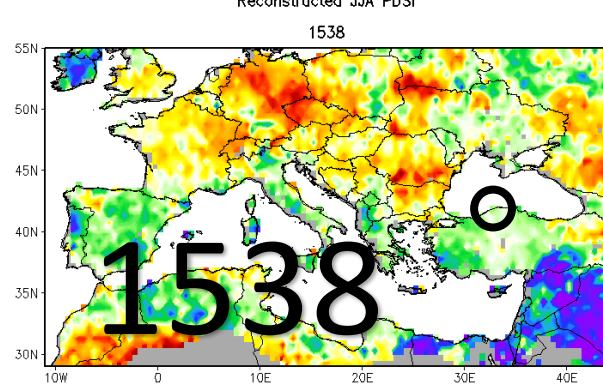 Reconstructed JJA PDSI
1538
55N
50N
45N
40N
1538
35N
30N
10W 0 10E 20E 30E 40E